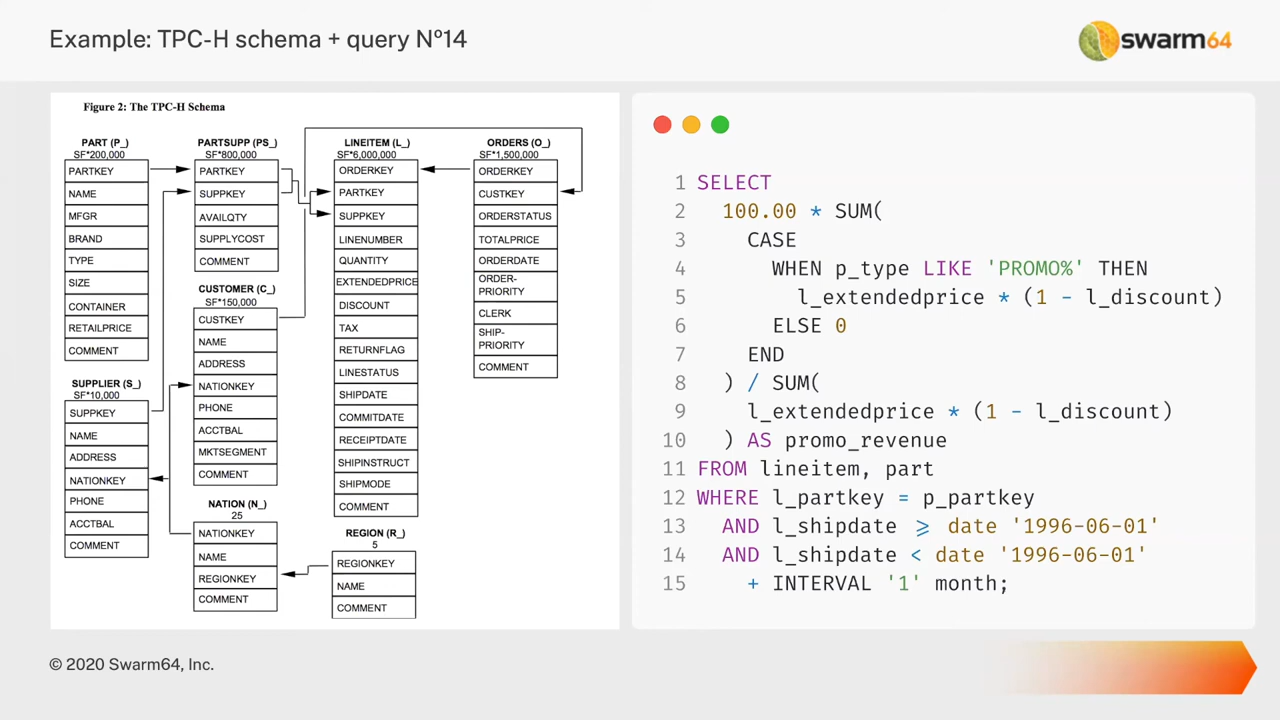 Example: TPC-H schema + query Nº14
swarm64
Figure 2: The TPC-H Schema
PART (P_)
SF*200,000
PARTKEY
NAME
MFGR
BRAND
TYPE
SIZE
CONTAINER
RETAILPRICE
COMMENT
SUPPLIER (S_)
SF*10,000
SUPPKEY
NAME
ADDRESS
NATIONKEY
PHONE
ACCTBAL
COMMENT
PARTSUPP (PS_)
SF*800,000
PARTKEY
SUPPKEY
AVAILQTY
SUPPLYCOST
COMMENT
CUSTOMER (C_)
SF*150,000
CUSTKEY
NAME
ADDRESS
NATIONKEY
PHONE
ACCTBAL
MKTSEGMENT
COMMENT
NATION (N_)
25
NATIONKEY
NAME
REGIONKEY
COMMENT
LINEITEM (L_)
SF*6,000,000
ORDERKEY
PARTKEY
SUPPKEY
LINENUMBER
QUANTITY
EXTENDEDPRICE
DISCOUNT
TAX
RETURNFLAG
LINESTATUS
SHIPDATE
COMMITDATE
RECEIPTDATE
SHIPINSTRUCT
SHIPMODE
COMMENT
REGION (R_)
5
REGIONKEY
NAME
COMMENT
ORDERS (O_)
SF*1,500,000
ORDERKEY
CUSTKEY
ORDERSTATUS
TOTALPRICE
ORDERDATE
ORDER-
PRIORITY
CLERK
SHIP-
PRIORITY
COMMENT
1 SELECT
2 100.00 * SUM(
3 CASE
4 WHEN p_type LIKE 'PROMO%' THEN
5 l_extendedprice * (1 - l_discount)
6 ELSE 0
7 END
8 ) / SUM(
9 l_extendedprice * (1 - l_discount)
10 ) AS promo_revenue
11 FROM lineitem, part
12 WHERE l_partkey = p_partkey
13 AND l_shipdate ⩾ date '1996-06-01'
14 AND l_shipdate < date '1996-06-01'
15 + INTERVAL '1' month;
© 2020 Swarm64, Inc.